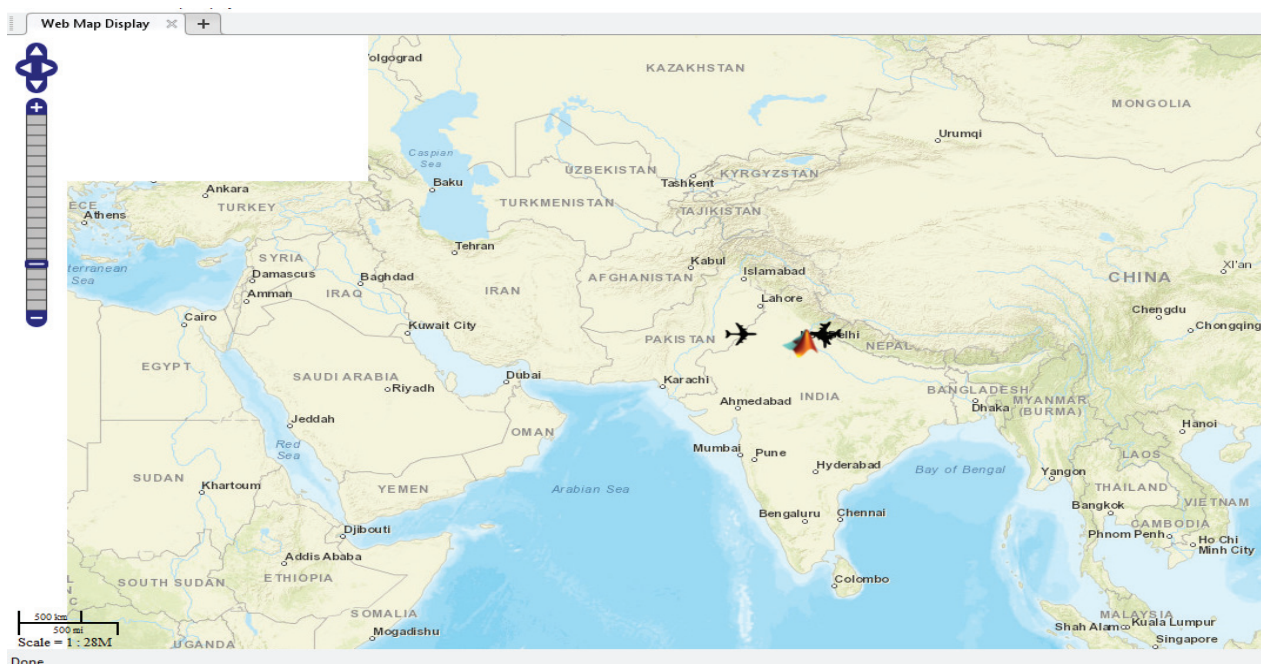 Web Map Display
+
olgograd
KAZAKHSTAN
MONGOLIA
Urumqi
Caspian
Sea
UZBEKISTAN
KYRGYZSTAN
Tashkent
Baku
Ankara
ECE
TURKEY
TURKMENISTAN
TAJIKISTAN
Athens
Tehran
SYRIA
Kabul
Islamabad
XI'an
terranean
Sea
Damascus
Baghdad
AFGHANISTAN
CHINA
Amman
IRAQ
IRAN
Lahore
Chengdu
Cairo
Kuwait City
PAKISTAN
elhi
NEPAL
Chongqing
EGYPT
SAUDI ARABIA
Riyadh
Dubai
Karachi
Ahmedabad
INDIA
BANGLADESH
Dhaka
MYANMAR
(BURMA)
Jeddah
OMAN
Hanoi
Red
Sea
Mumbai
Pune
Hyderabad
Bay of Bengal
LAOS
SUDAN
Khartoum
YEMEN
Arabian Sea
Yangon
THAILAND
VIETNAM
Bangkok
Bengaluru
Chennai
CAMBODIA
Djibouti
Phnom Penh
Ho Chi
Minh City
Addis Ababa
SOUTH SUDAN
ETHIOPIA
Colombo
SOMALIA
MALAYSIA
500 km
500 mi
Mogadishu
Shah Alam
Kuala Lumpur
Scale = 1 : 28M
UGANDA
Singapore
Done